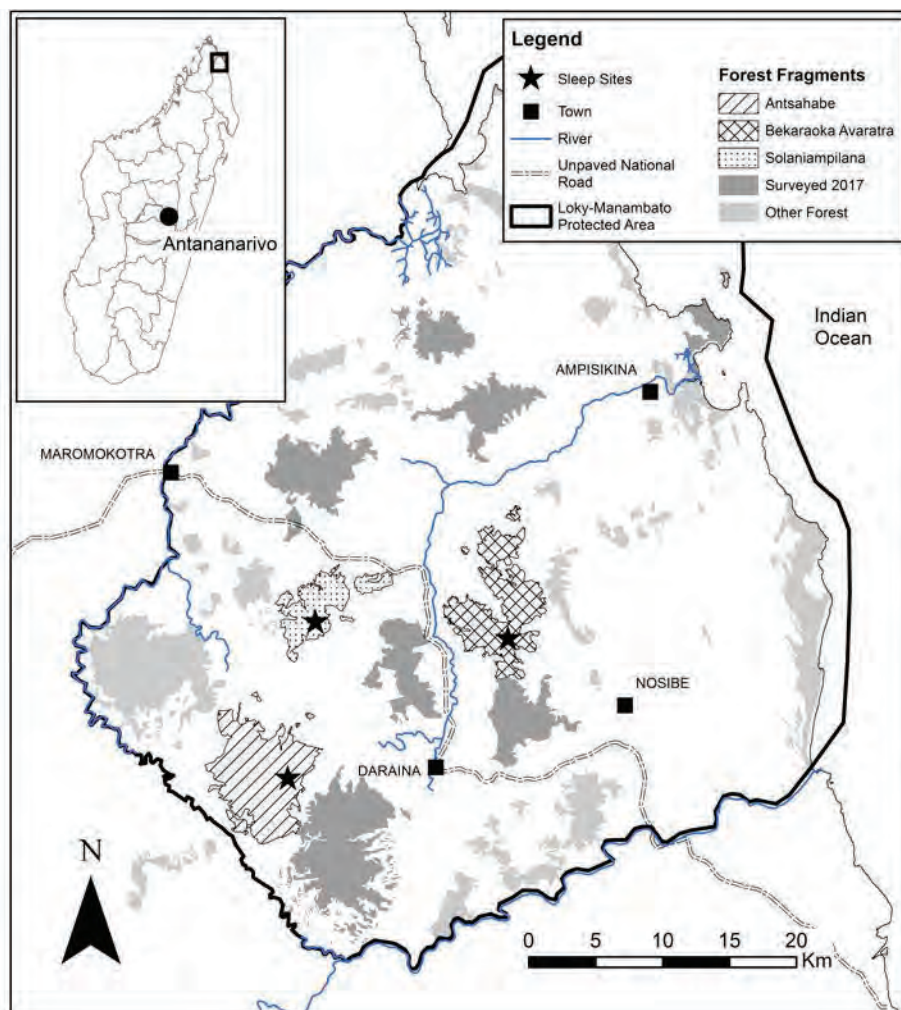 Antananarivo
Legend
Sleep Sites
Town
River
Unpaved National
Road
Loky-Manambato
Protected Area
Forest Fragments
Antsahabe
Bekaraoka Avaratra
Solaniampilana
Surveyed 2017
Other Forest
Indian
Ocean
AMPISIKINA
MAROMOKOTRA
NOSIBE
DARAINA
N
0 5 10 15 20
Km